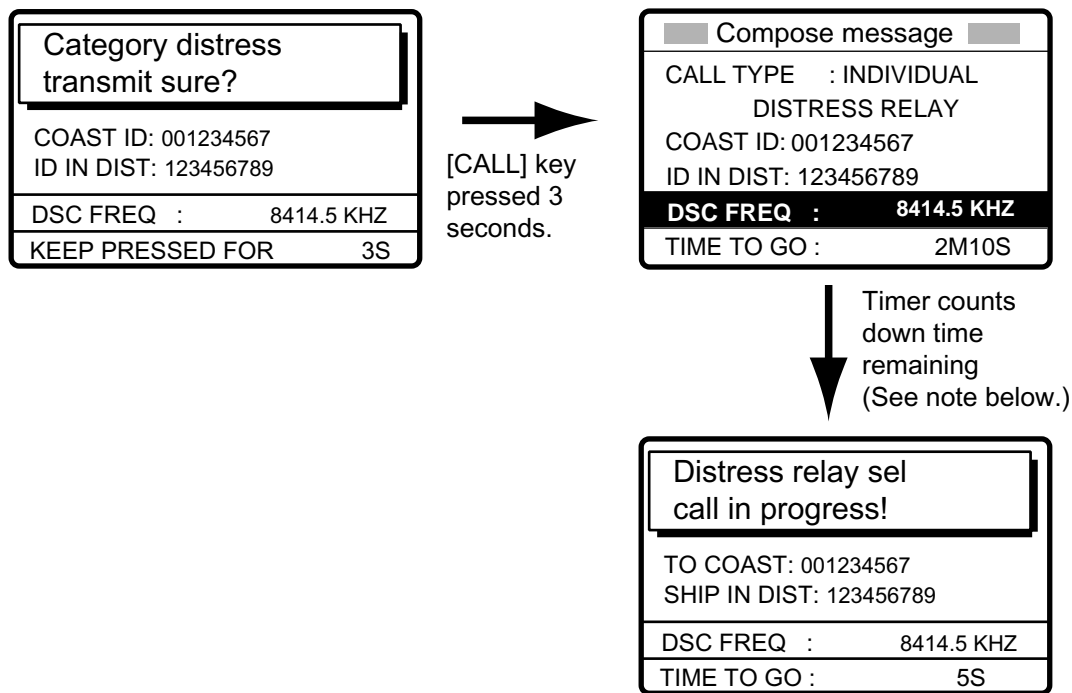 Category distress
transmit sure?
COAST ID: 001234567
ID IN DIST: 123456789
DSC FREQ : 8414.5 KHZ
KEEP PRESSED FOR 3S
[CALL] key
pressed 3
seconds.
Compose message
CALL TYPE : INDIVIDUAL
DISTRESS RELAY
COAST ID: 001234567
ID IN DIST: 123456789
DSC FREQ : 8414.5 KHZ
TIME TO GO : 2M10S
Timer counts
down time
remaining
(See note below.)
Distress relay sel
call in progress!
TO COAST: 001234567
SHIP IN DIST: 123456789
DSC FREQ : 8414.5 KHZ
TIME TO GO : 5S